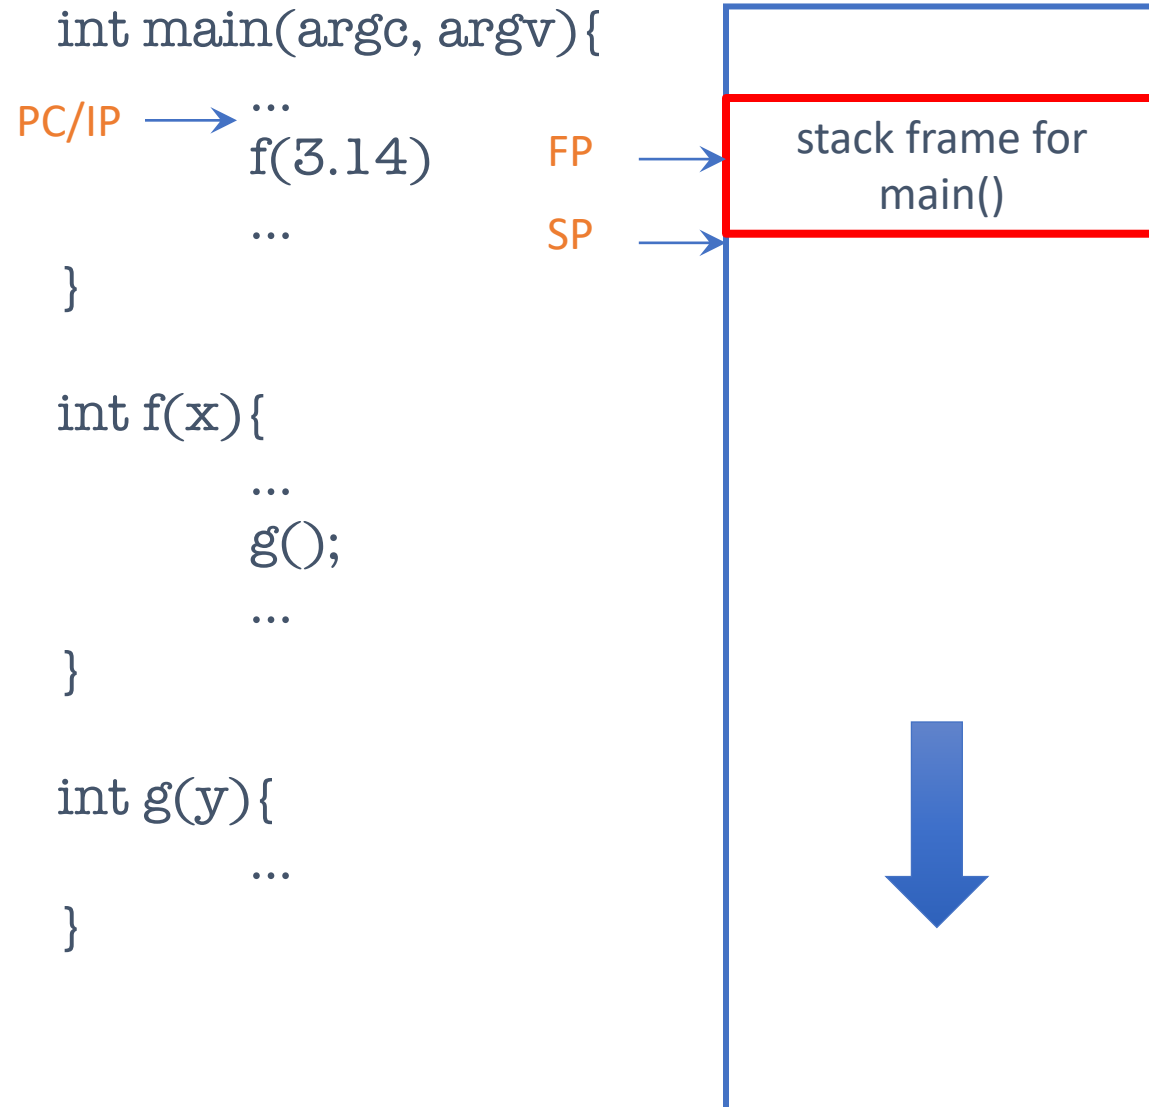 int main(argc, argv){
PC/IP
...
f(3.14)
...
}
int f(x){
...
g();
...
}
int g(y){
...
}
FP
SP
stack frame for
main()